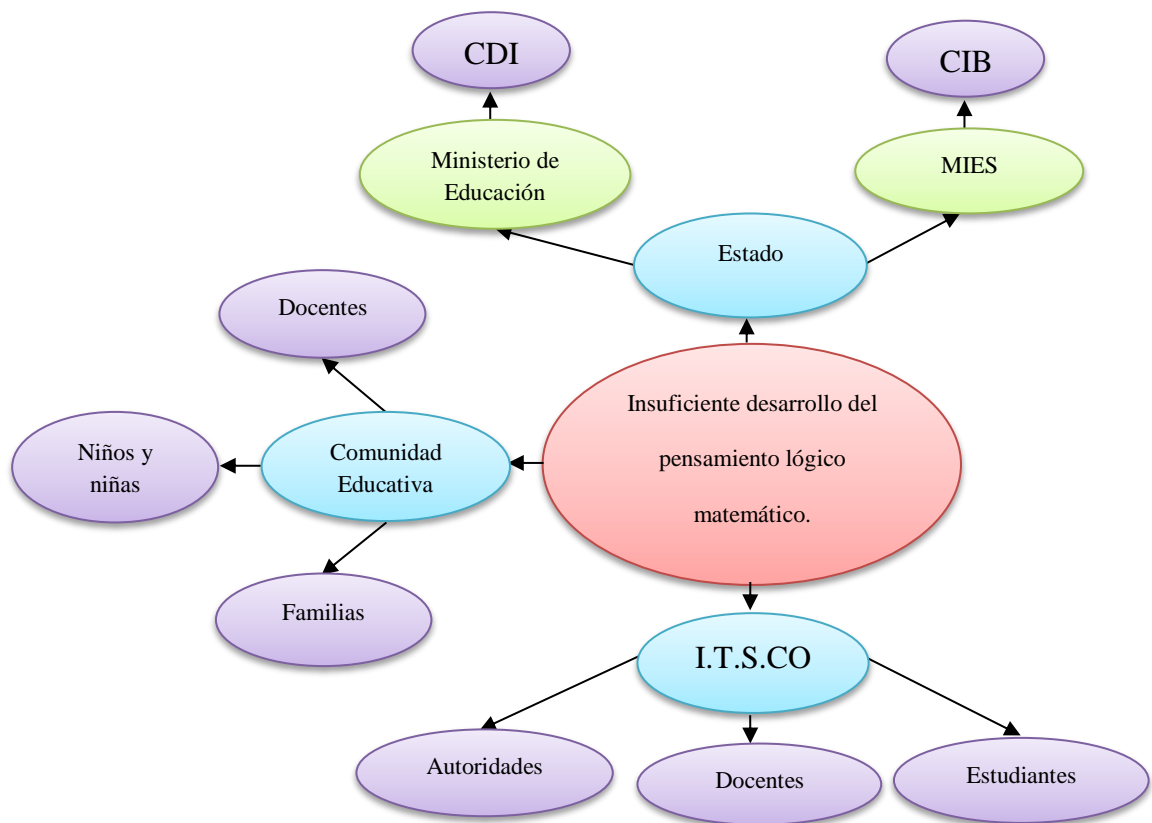 CDI
CIB
Ministerio de
Educación
MIES
Estado
Docentes
Insuficiente desarrollo del
pensamiento lógico
matemático.
Niños y
niñas
Comunidad
Educativa
Familias
I.T.S.CO
Autoridades
Docentes
Estudiantes